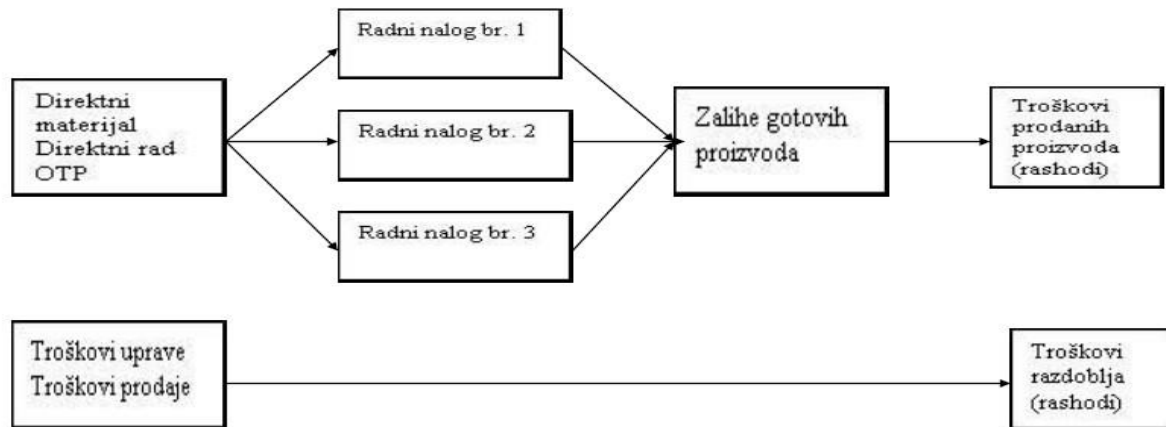 Direktni
materijal
Direktni rad
OTP
Radni nalog br. 1
Radni nalog br. 2
Radni nalog br. 3
Zalihe gotovih
proizvoda
Troškovi
prodanih
proizvoda
(rashodi)
Troškovi uprave
Troškovi prodaje
Troškovi
razdoblja
(rashodi)